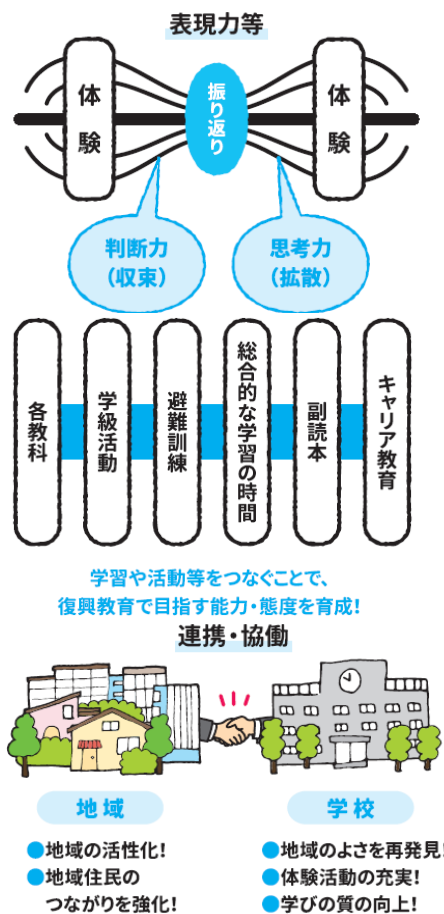 表現力等
体験
振り返り
体験
判断力
（収束）
思考力
（拡散）
各教科
学級活動
避難訓練
総合的な学習の時間
副読本
キャリア教育
学習や活動等をつなぐことで、
復興教育で目指す能力・態度を育成！
連携・協働
地域
学校
●地域の活性化！
●地域住民の
つながりを強化！
●地域のよさを再発見！
●体験活動の充実！
●学びの質の向上！